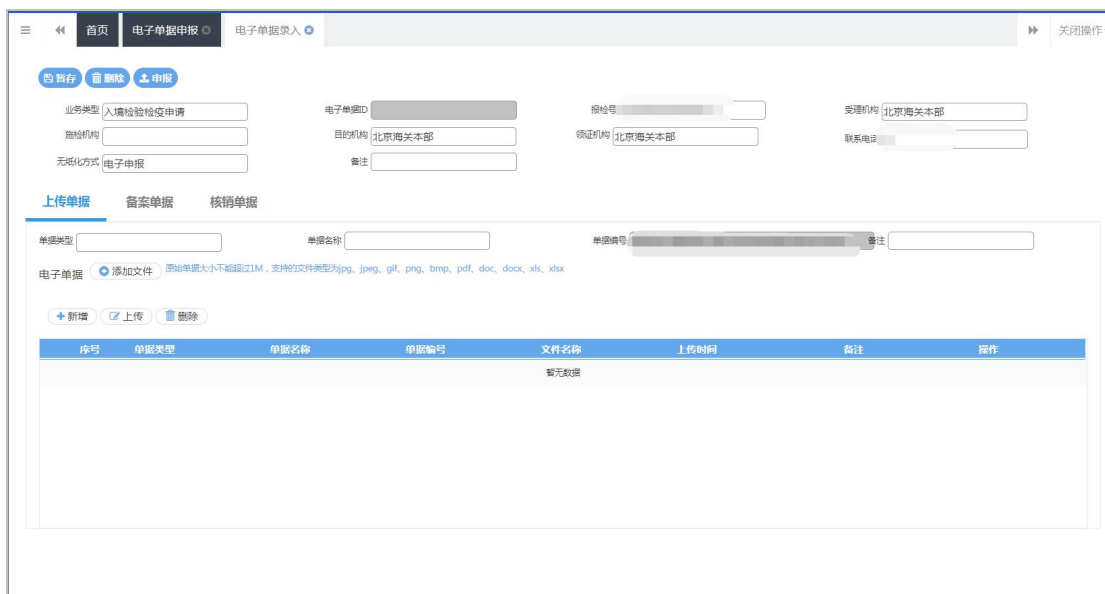 首页 电子单据申报 电子单据录入 关闭操作
暂存 删除 申报
业务类型 入境检验检疫申请 电子单据ID 报检号 受理机构 北京海关本部
施检机构 目的机构 北京海关本部 领证机构 北京海关本部 联系电话
无纸化方式 电子申报 备注
上传单据 备案单据 核销单据
单据类型 单据名称 单据编号 备注
电子单据 添加文件 原始单据大小不能超过1M，支持的文件类型为jpg、jpeg、gif、png、bmp、pdf、doc、docx、xls、xlsx
新增 上传 删除
序号 单据类型 单据名称 单据编号 文件名称 上传时间 备注 操作
暂无数据